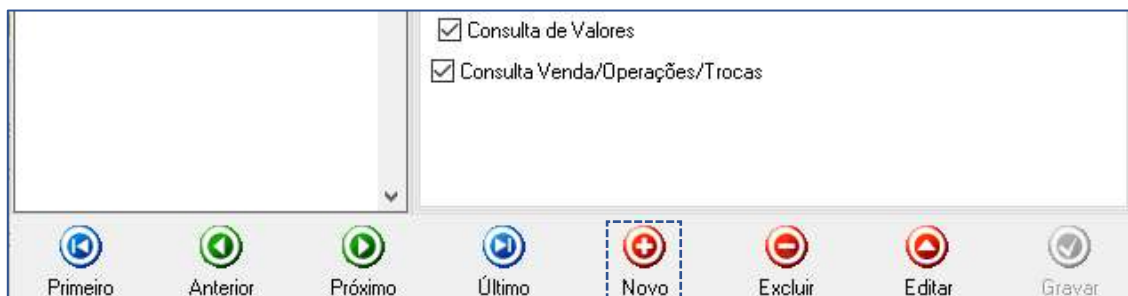 Consulta de Valores
Consulta Venda/Operações/Trocas
Primeiro Anterior Próximo Último Novo Excluir Editar Gravar